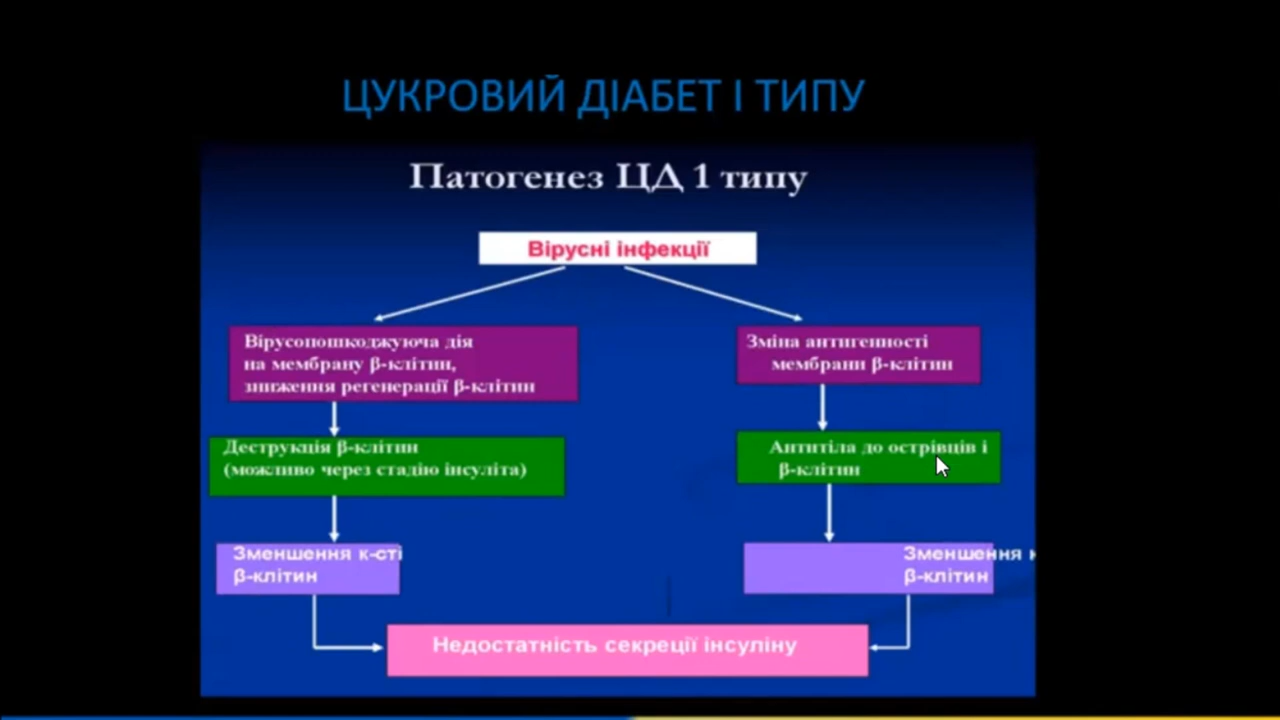 ЦУКРОВИЙ ДІАБЕТ І ТИПУ
Патогенез ЦД 1 типу
Вірусні інфекції
Вірусопошкоджуюча дія
на мембрану β-клітин,
зниження регенерації β-клітин
Зміна антигенності
мембрани β-клітин
Деструкція β-клітин
(можливо через стадію інсуліта)
Антитіла до острівців і
β-клітин
Зменшення к-сті
β-клітин
Зменшення
β-клітин
Недостатність секреції інсуліну